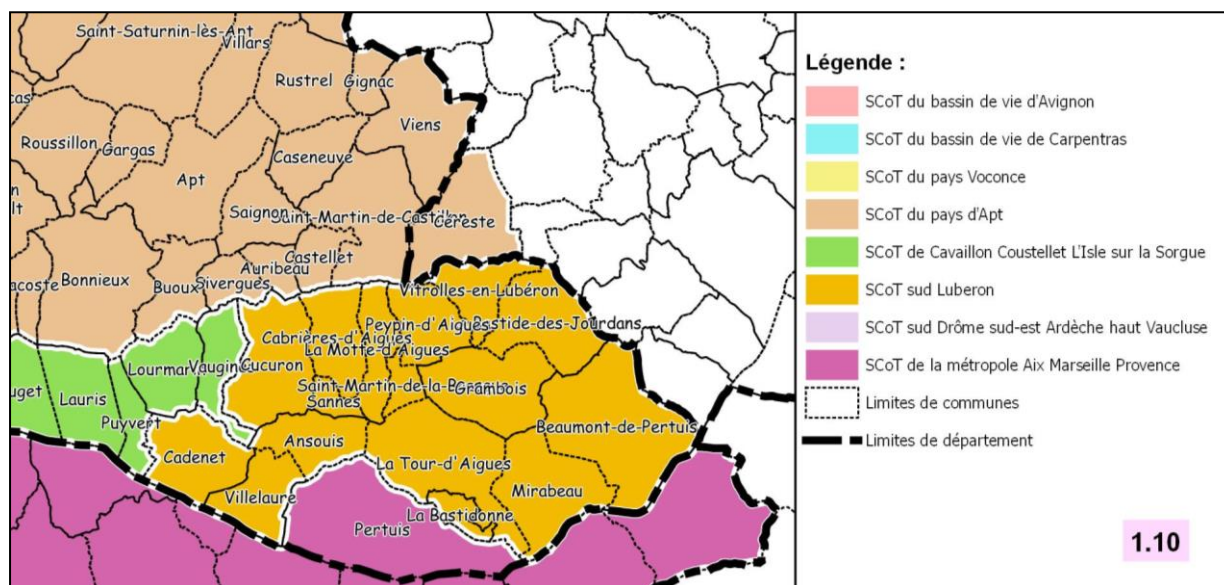 Saint-Saturnin-lès-Apt
Villars
Rustrel
Gignac
Viens
Roussillon
Gargas
Caseneuve
Apt
Saignon
Saint-Martin-de-Castillon
Céreste
Castellet
Auribeau
Sivergues
Buoux
Bonnieux
acoste
Vitrolles-en-Lubéron
Peypin-d'Aigues
Bastide-des-Jourdans
Cabrières-d'Aigues
La Motte-d'Aigues
Cucuron
Vaugin
Lourmarin
Grambois
Saint-Martin-de-la-Brasque
Sannes
uget
Lauris
Puyvert
Beaumont-de-Pertuis
Ansouis
Cadenet
La Tour-d'Aigues
Mirabeau
Villelaure
La Bastidonne
Pertuis
Légende :
SCoT du bassin de vie d'Avignon
SCoT du bassin de vie de Carpentras
SCoT du pays Voconce
SCoT du pays d'Apt
SCoT de Cavaillon Coustellet L'Isle sur la Sorgue
SCoT sud Luberon
SCoT sud Drôme sud-est Ardèche haut Vaucluse
SCoT de la métropole Aix Marseille Provence
Limites de communes
Limites de département
1.10